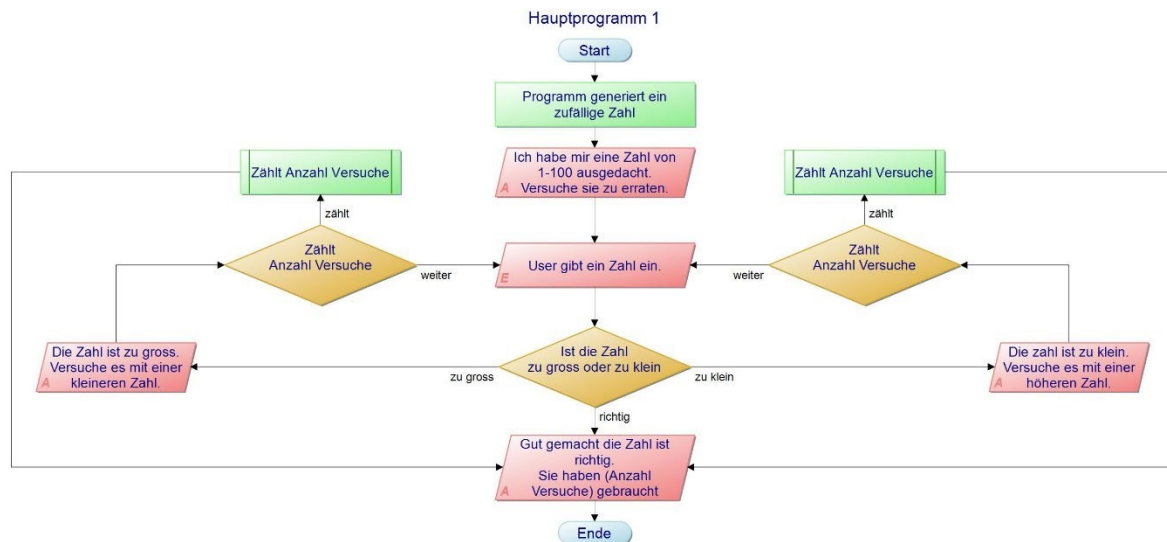 Hauptprogramm 1
Start
Programm generiert ein
zufällige Zahl
Ich habe mir eine Zahl von
1-100 ausgedacht.
Versuche sie zu erraten.
A
Zählt Anzahl Versuche
Zählt Anzahl Versuche
zählt
zählt
Zählt
Anzahl Versuche
weiter
User gibt ein Zahl ein.
E
weiter
Zählt
Anzahl Versuche
Die Zahl ist zu gross.
Versuche es mit einer
kleineren Zahl.
A
zu gross
Ist die Zahl
zu gross oder zu klein
zu klein
Die zahl ist zu klein.
Versuche es mit einer
höheren Zahl.
A
richtig
Gut gemacht die Zahl ist
richtig.
Sie haben (Anzahl
Versuche) gebraucht
A
Ende